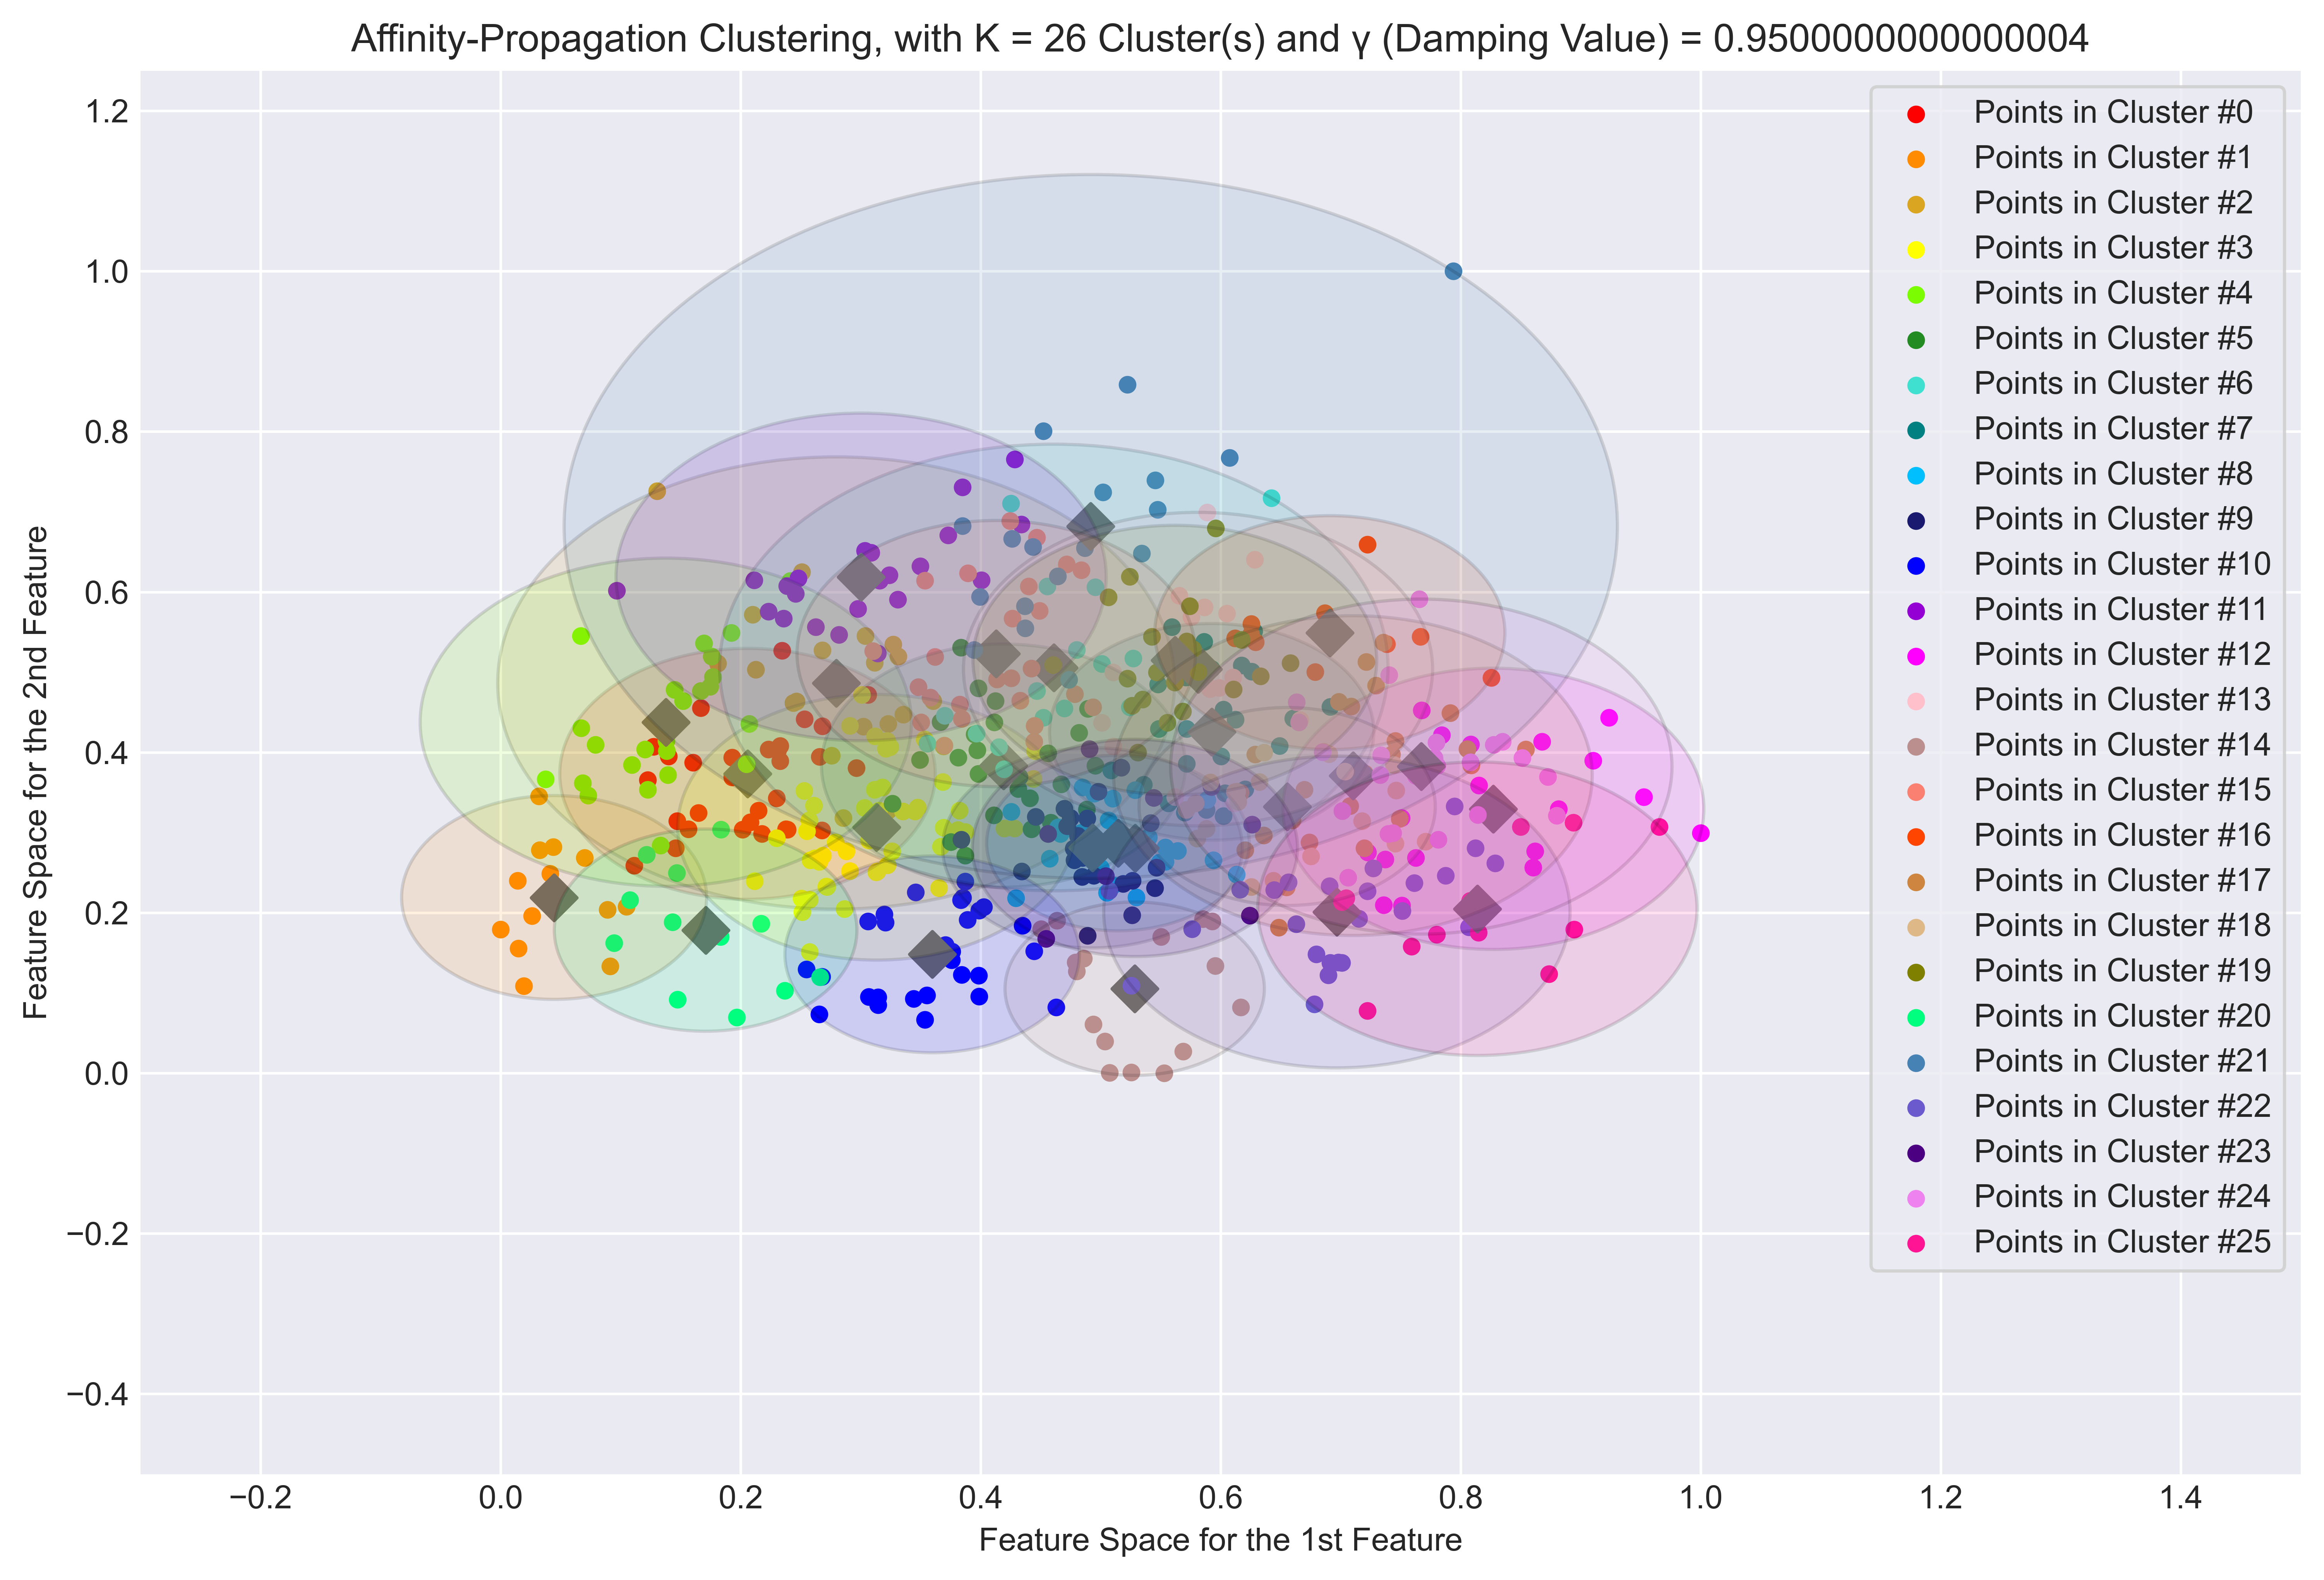 Affinity-Propagation Clustering, with K = 26 Cluster(s) and γ (Damping Value) = 0.9500000000000004
Feature Space for the 2nd Feature
1.2
1.0
0.8
0.6
0.4
0.2
0.0
−0.2
−0.4
Points in Cluster #0
Points in Cluster #1
Points in Cluster #2
Points in Cluster #3
Points in Cluster #4
Points in Cluster #5
Points in Cluster #6
Points in Cluster #7
Points in Cluster #8
Points in Cluster #9
Points in Cluster #10
Points in Cluster #11
Points in Cluster #12
Points in Cluster #13
Points in Cluster #14
Points in Cluster #15
Points in Cluster #16
Points in Cluster #17
Points in Cluster #18
Points in Cluster #19
Points in Cluster #20
Points in Cluster #21
Points in Cluster #22
Points in Cluster #23
Points in Cluster #24
Points in Cluster #25
−0.2 0.0 0.2 0.4 0.6 0.8 1.0 1.2 1.4
Feature Space for the 1st Feature